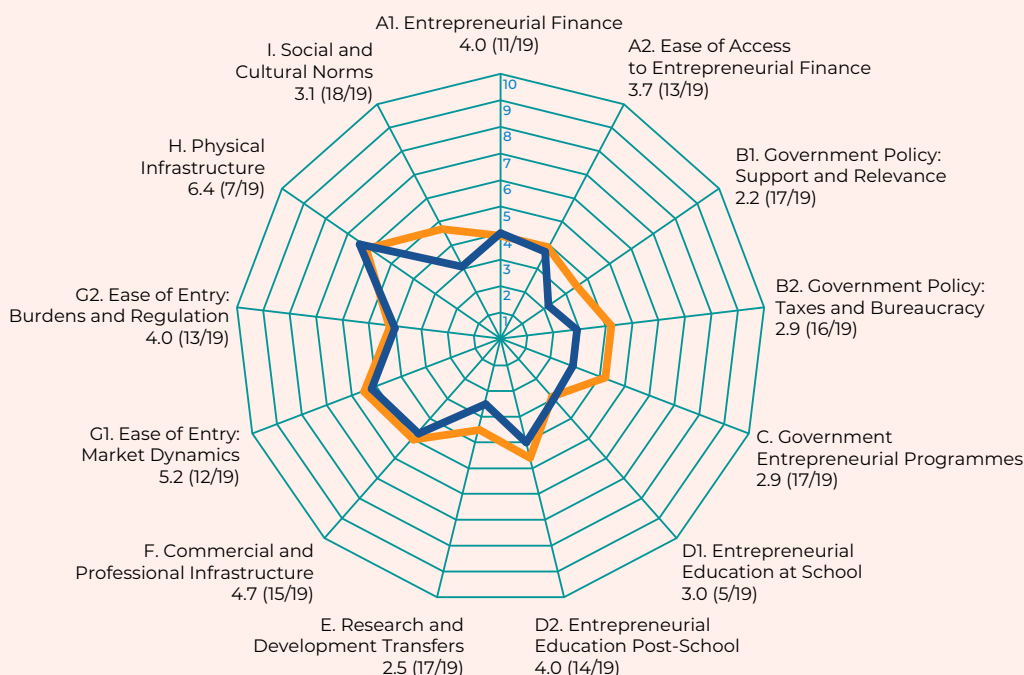 A1. Entrepreneurial Finance
4.0 (11/19)
A2. Ease of Access
to Entrepreneurial Finance
3.7 (13/19)
B1. Government Policy:
Support and Relevance
2.2 (17/19)
B2. Government Policy:
Taxes and Bureaucracy
2.9 (16/19)
C. Government
Entrepreneurial Programmes
2.9 (17/19)
D1. Entrepreneurial
Education at School
3.0 (5/19)
D2. Entrepreneurial
Education Post-School
4.0 (14/19)
E. Research and
Development Transfers
2.5 (17/19)
F. Commercial and
Professional Infrastructure
4.7 (15/19)
G1. Ease of Entry:
Market Dynamics
5.2 (12/19)
G2. Ease of Entry:
Burdens and Regulation
4.0 (13/19)
H. Physical
Infrastructure
6.4 (7/19)
I. Social and
Cultural Norms
3.1 (18/19)
10
9
8
7
6
5
4
3
2
1